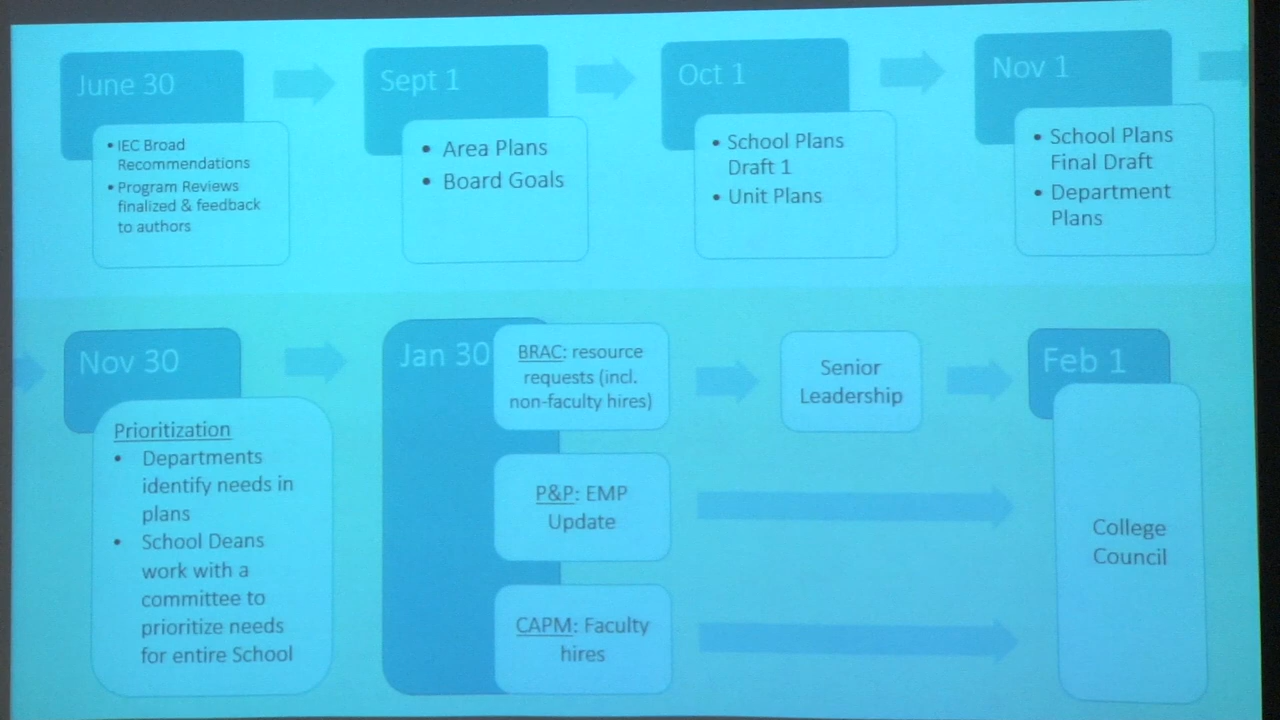 June 30
• IEC Broad
Recommendations
• Program Reviews
finalized & feedback
to authors
Sept 1
• Area Plans
• Board Goals
Oct 1
• School Plans
Draft 1
• Unit Plans
Nov 1
• School Plans
Final Draft
• Department
Plans
Nov 30
Prioritization
• Departments
identify needs in
plans
• School Deans
work with a
committee to
prioritize needs
for entire School
Jan 30
BRAC: resource
requests (incl.
non-faculty hires)
P&P: EMP
Update
CAPM: Faculty
hires
Senior
Leadership
Feb 1
College
Council